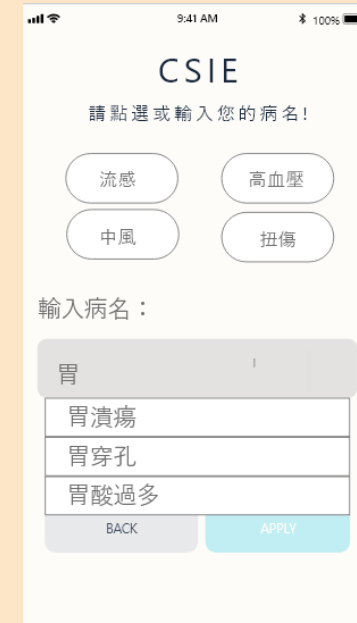 9:41 AM 100%
CSIE
請點選或輸入您的病名!
流感 高血壓
中風 扭傷
輸入病名：
胃
胃潰瘍
胃穿孔
胃酸過多
BACK APPLY